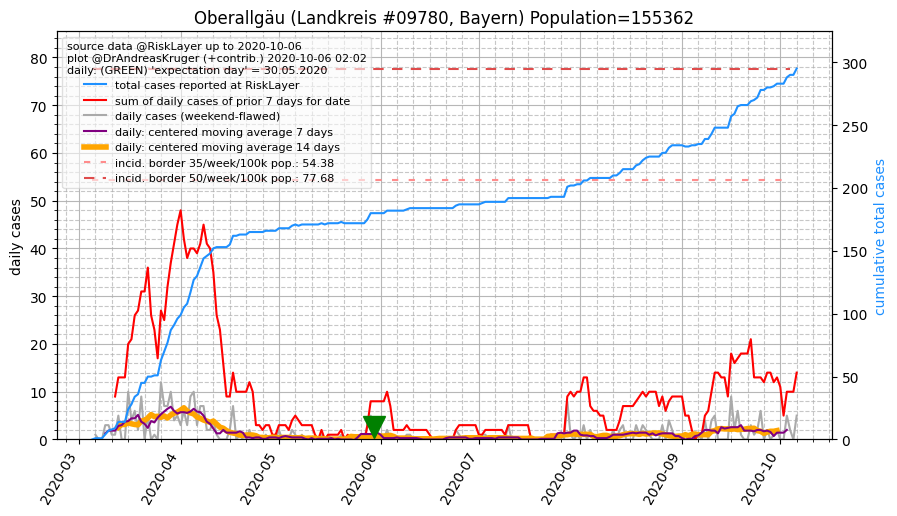 Oberallgäu (Landkreis #09780, Bayern) Population=155362
source data @RiskLayer up to 2020-10-06
plot @DrAndreasKruger (+contrib.) 2020-10-06 02:02
daily: (GREEN) 'expectation day' = 30.05.2020
total cases reported at RiskLayer
sum of daily cases of prior 7 days for date
daily cases (weekend-flawed)
daily: centered moving average 7 days
daily: centered moving average 14 days
incid. border 35/week/100k pop.: 54.38
incid. border 50/week/100k pop.: 77.68
daily cases
80
70
60
50
40
30
20
10
0
cumulative total cases
300
250
200
150
100
50
0
2020-03
2020-04
2020-05
2020-06
2020-07
2020-08
2020-09
2020-10